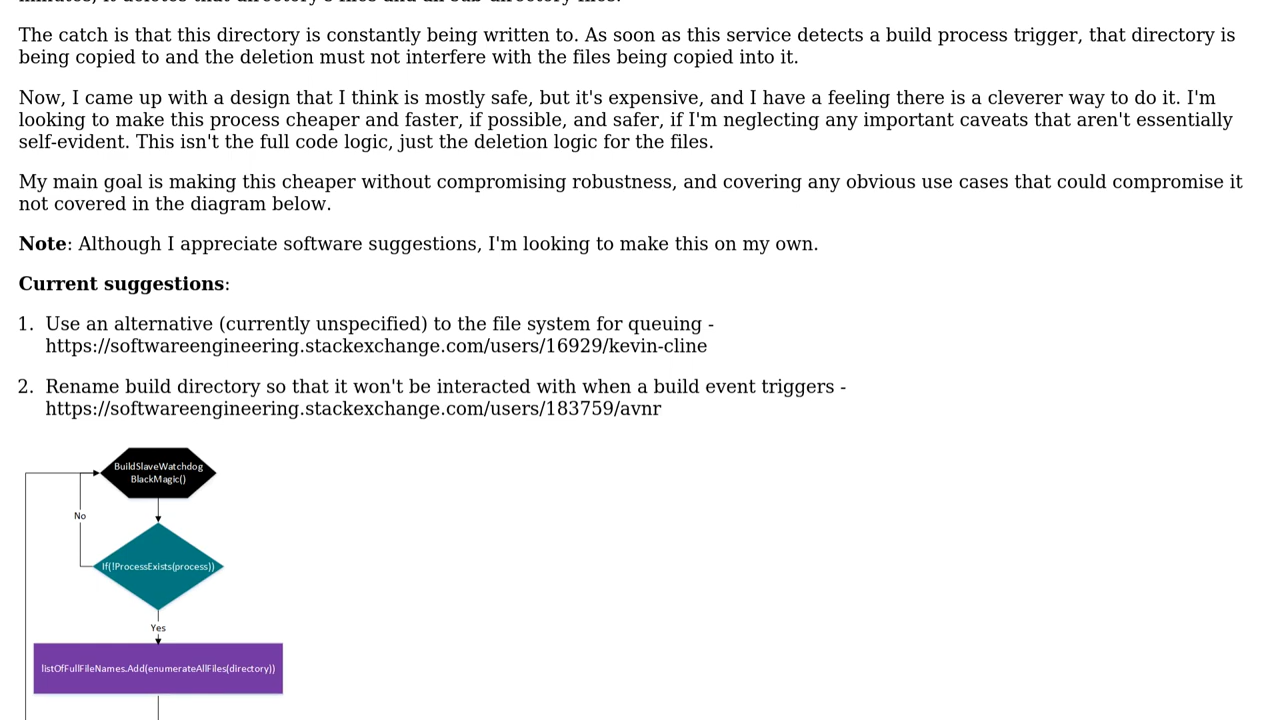 The catch is that this directory is constantly being written to. As soon as this service detects a build process trigger, that directory is
being copied to and the deletion must not interfere with the files being copied into it.
Now, I came up with a design that I think is mostly safe, but it's expensive, and I have a feeling there is a cleverer way to do it. I'm
looking to make this process cheaper and faster, if possible, and safer, if I'm neglecting any important caveats that aren't essentially
self-evident. This isn't the full code logic, just the deletion logic for the files.
My main goal is making this cheaper without compromising robustness, and covering any obvious use cases that could compromise it
not covered in the diagram below.
Note: Although I appreciate software suggestions, I'm looking to make this on my own.
Current suggestions:
1. Use an alternative (currently unspecified) to the file system for queuing -
https://softwareengineering.stackexchange.com/users/16929/kevin-cline
2. Rename build directory so that it won't be interacted with when a build event triggers -
https://softwareengineering.stackexchange.com/users/183759/avnr
BuildSlaveWatchdog
BlackMagic()
No
If(!ProcessExists(process))
Yes
listOfFullFileNames.Add(enumerateAllFiles(directory))